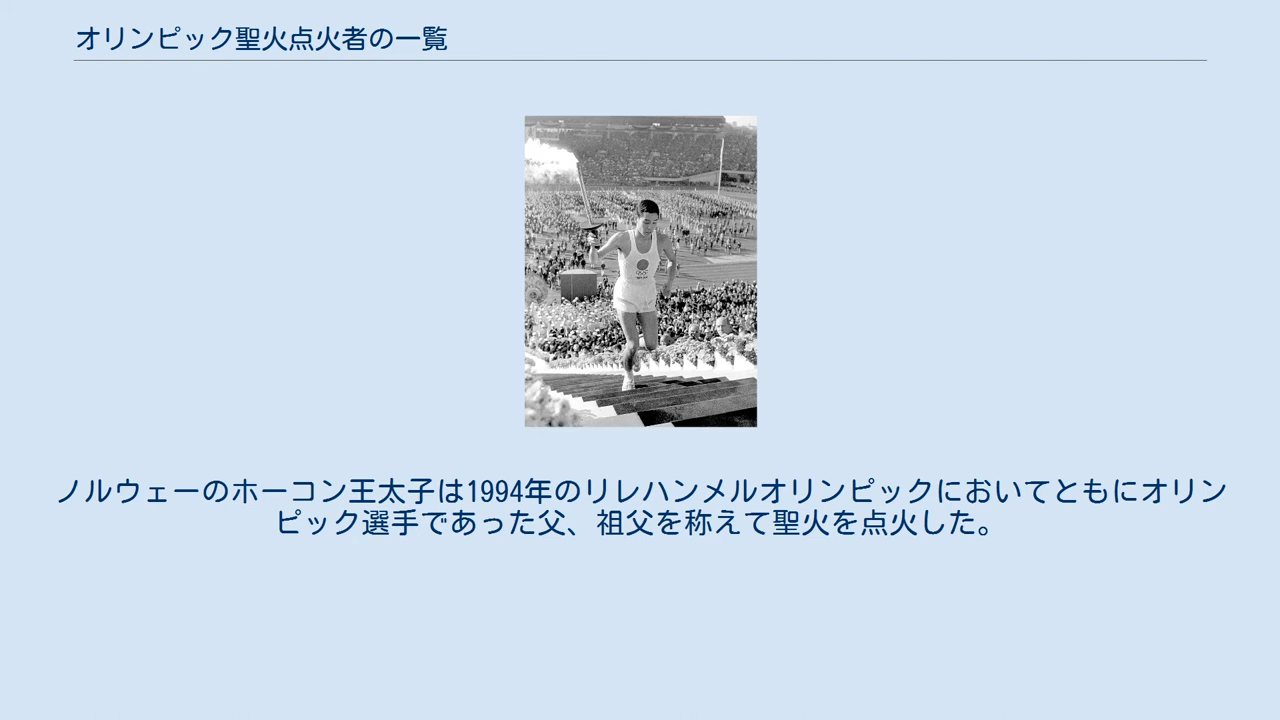 オリンピック聖火点火者の一覧
ノルウェーのホーコン王太子は1994年のリレハンメルオリンピックにおいてともにオリン
ピック選手であった父、祖父を称えて聖火を点火した。